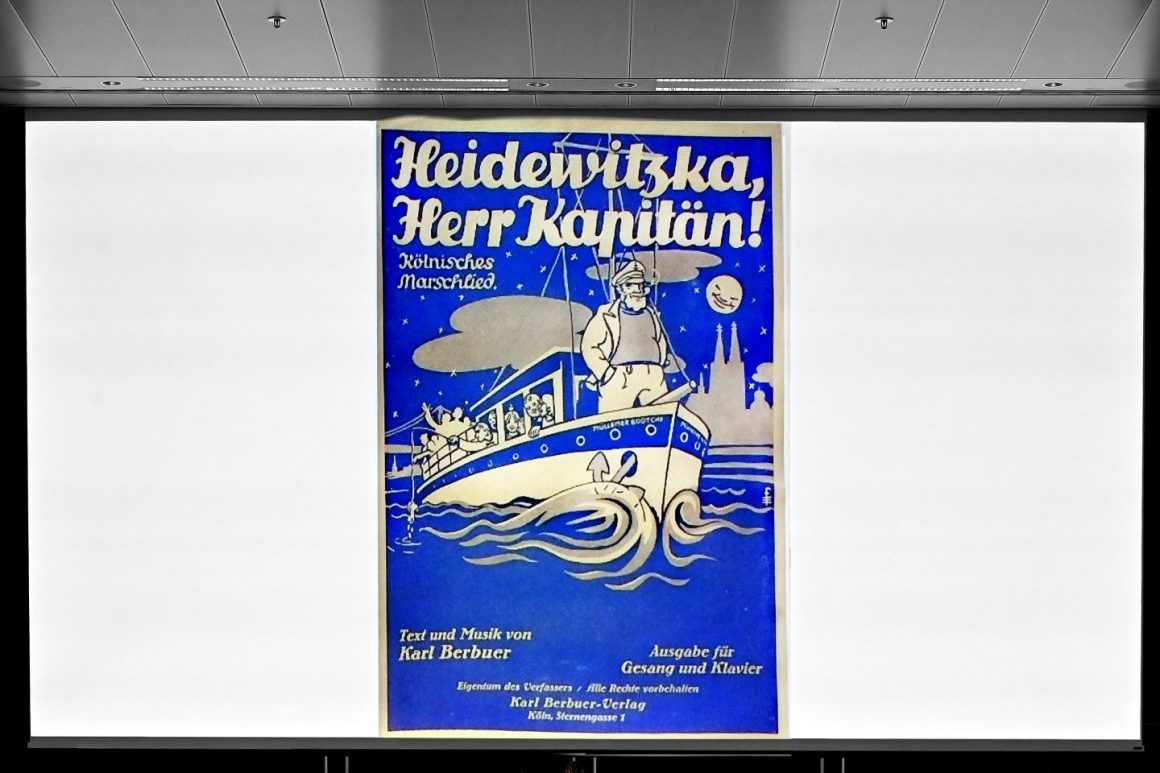 Heidewitzka,
Herr Kapitän!
Kölnisches
Marschlied.
MÜLLEMER BÖÖTCHE
Text und Musik von
Karl Berbuer
Ausgabe für
Gesang und Klavier
Eigentum des Verfassers / Alle Rechte vorbehalten
Karl Berbuer-Verlag
Köln, Sternengasse 1